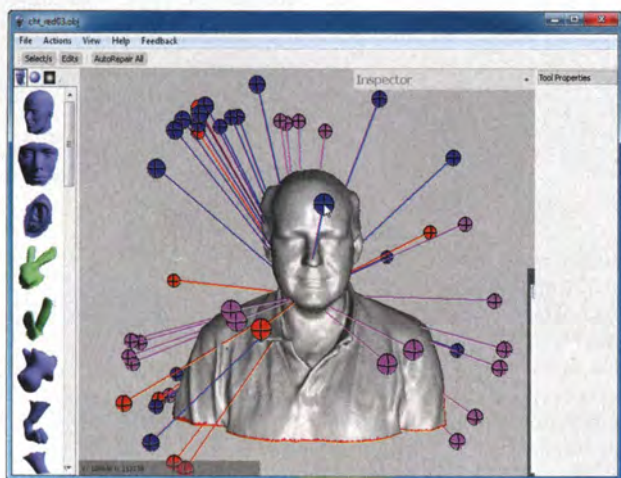 cht_red03.obj
File Actions View Help Feedback
Select/s Edits AutoRepair All
Inspector
Tool Properties